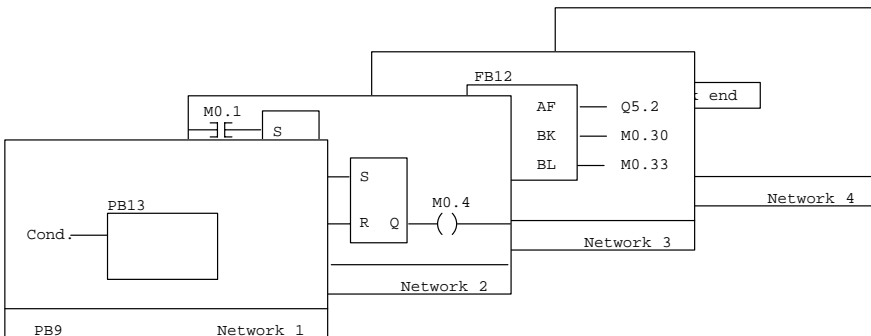 FB12
AF Q5.2
end
BK M0.30
BL M0.33
M0.1
S
Network 4
S
M0.4
R Q
Network 3
PB13
Cond.
Network 2
PB9 Network 1